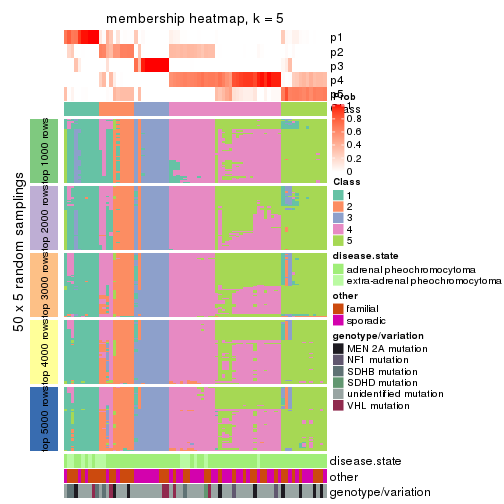 membership heatmap, k = 5
p1
p2
p3
p4
p5
Class
Prob
1
0.8
0.6
0.4
0.2
0
Class
1
2
3
4
5
disease.state
adrenal pheochromocytoma
extra-adrenal pheochromocytoma
other
familial
sporadic
genotype/variation
MEN 2A mutation
NF1 mutation
SDHB mutation
SDHD mutation
unidentified mutation
VHL mutation
50 x 5 random samplings
top 1000 rows
top 2000 rows
top 3000 rows
top 4000 rows
top 5000 rows
disease.state
other
genotype/variation